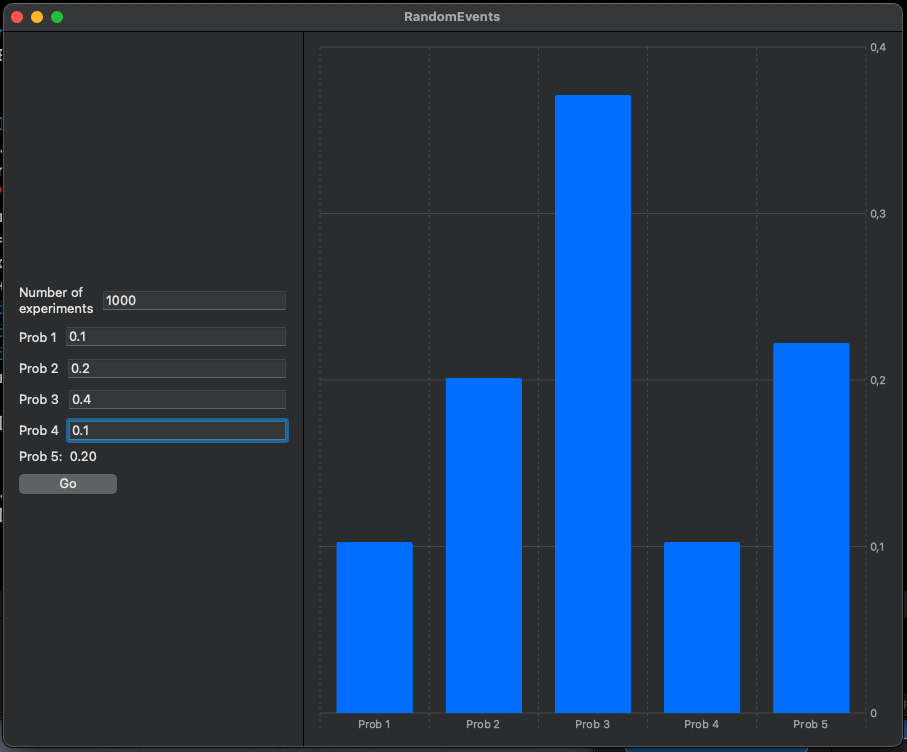 RandomEvents
Number of
experiments
1000
Prob 1
0.1
Prob 2
0.2
Prob 3
0.4
Prob 4
0.1
Prob 5: 0.20
Go
0,4
0,3
0,2
0,1
0
Prob 1
Prob 2
Prob 3
Prob 4
Prob 5